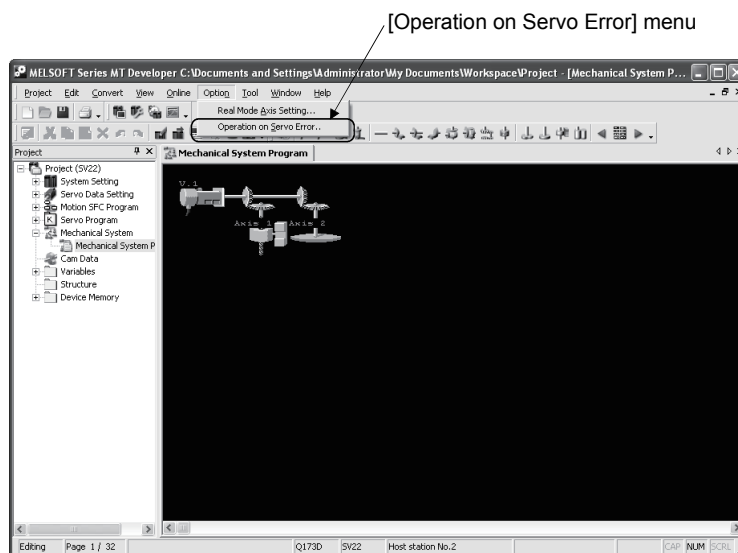 [Operation on Servo Error] menu
MELSOFT Series MT Developer C:\Documents and Settings\Administrator\My Documents\Workspace\Project - [Mechanical System P...
Project Edit Convert View Online Option Tool Window Help
Real Mode Axis Setting...
Operation on Servo Error..
Project
Mechanical System Program
Project (SV22)
System Setting
Servo Data Setting
Motion SFC Program
Servo Program
Mechanical System
Mechanical System P
Cam Data
Variables
Structure
Device Memory
V.1
Axis 1 Axis 2
Editing Page 1 / 32 Q173D SV22 Host station No.2 CAP NUM SCRL